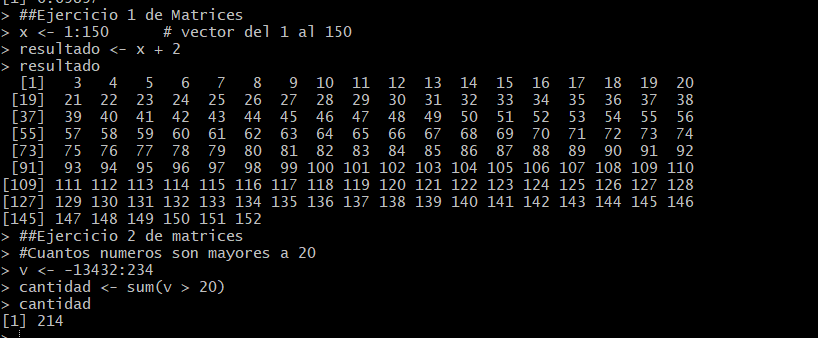 > ##Ejercicio 1 de Matrices
> x <- 1:150      # vector del 1 al 150
> resultado <- x + 2
> resultado
  [1]   3   4   5   6   7   8   9  10  11  12  13  14  15  16  17  18  19  20
 [19]  21  22  23  24  25  26  27  28  29  30  31  32  33  34  35  36  37  38
 [37]  39  40  41  42  43  44  45  46  47  48  49  50  51  52  53  54  55  56
 [55]  57  58  59  60  61  62  63  64  65  66  67  68  69  70  71  72  73  74
 [73]  75  76  77  78  79  80  81  82  83  84  85  86  87  88  89  90  91  92
 [91]  93  94  95  96  97  98  99 100 101 102 103 104 105 106 107 108 109 110
[109] 111 112 113 114 115 116 117 118 119 120 121 122 123 124 125 126 127 128
[127] 129 130 131 132 133 134 135 136 137 138 139 140 141 142 143 144 145 146
[145] 147 148 149 150 151 152
> ##Ejercicio 2 de matrices
> #Cuantos numeros son mayores a 20
> v <- -13432:234
> cantidad <- sum(v > 20)
> cantidad
[1] 214
>